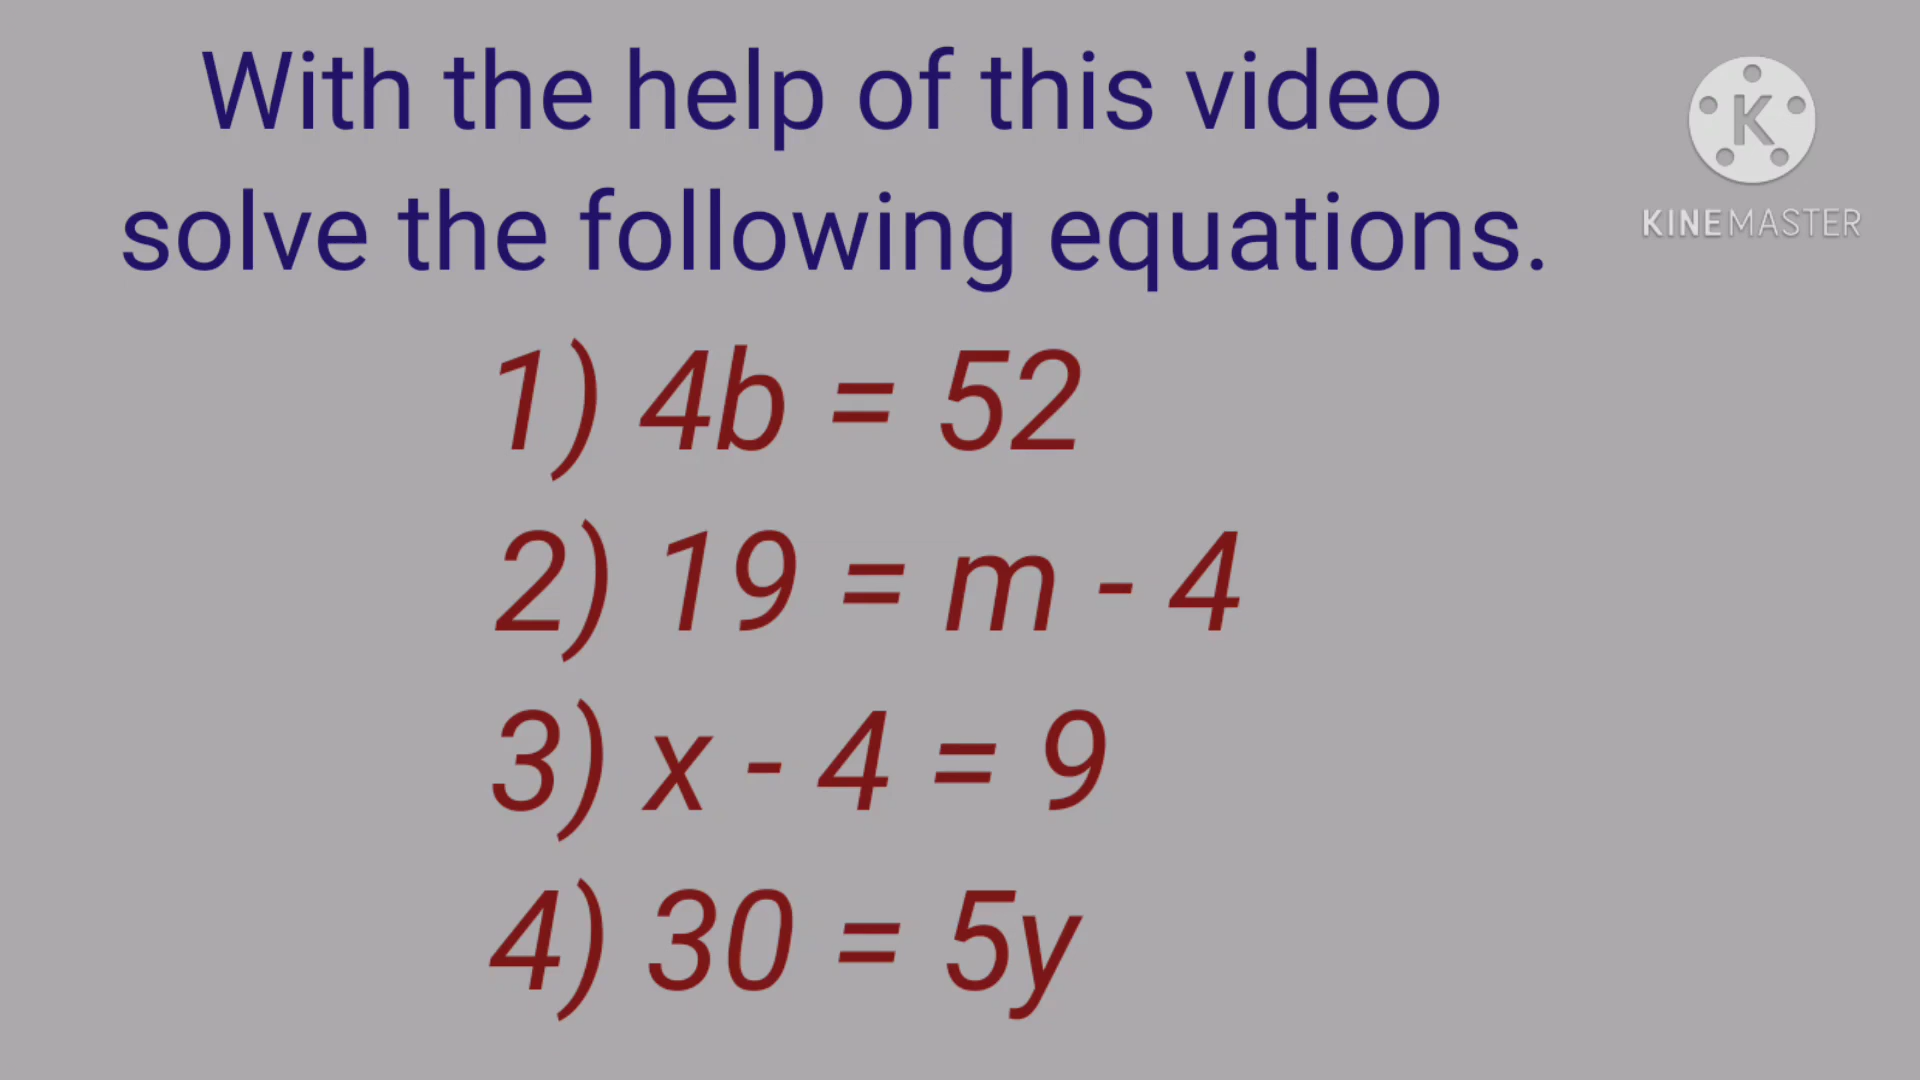 With the help of this video
solve the following equations.
K
KINEMASTER
1) 4b = 52
2) 19 = m - 4
3) x - 4 = 9
4) 30 = 5y